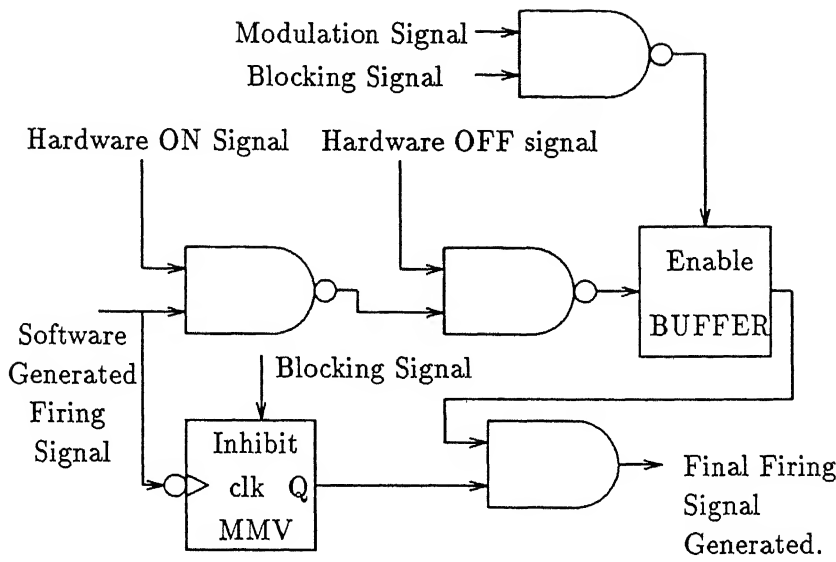 Modulation Signal
Blocking Signal
Hardware ON Signal
Hardware OFF signal
Enable
BUFFER
Software
Generated
Firing
Signal
Blocking Signal
Inhibit
clk Q
MMV
Final Firing
Signal
Generated.